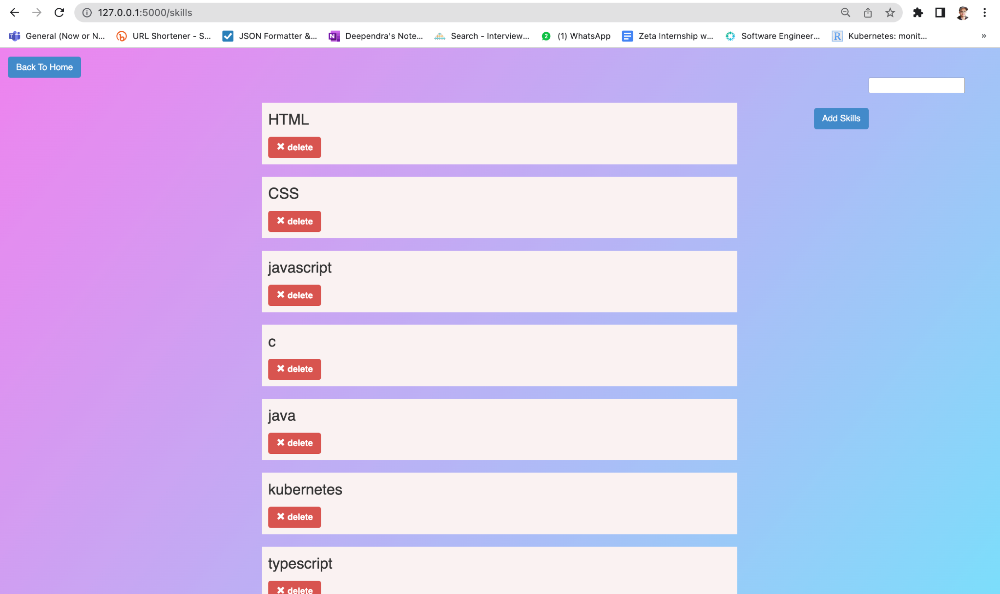 127.0.0.1:5000/skills
General (Now or N... URL Shortener - S... JSON Formatter &... N Deependra's Note... Search - Interview... 2 (1) WhatsApp Zeta Internship w... Software Engineer... R Kubernetes: monit... »
Back To Home
HTML
Add Skills
✖ delete
CSS
✖ delete
javascript
✖ delete
c
✖ delete
java
✖ delete
kubernetes
✖ delete
typescript
✖ delete